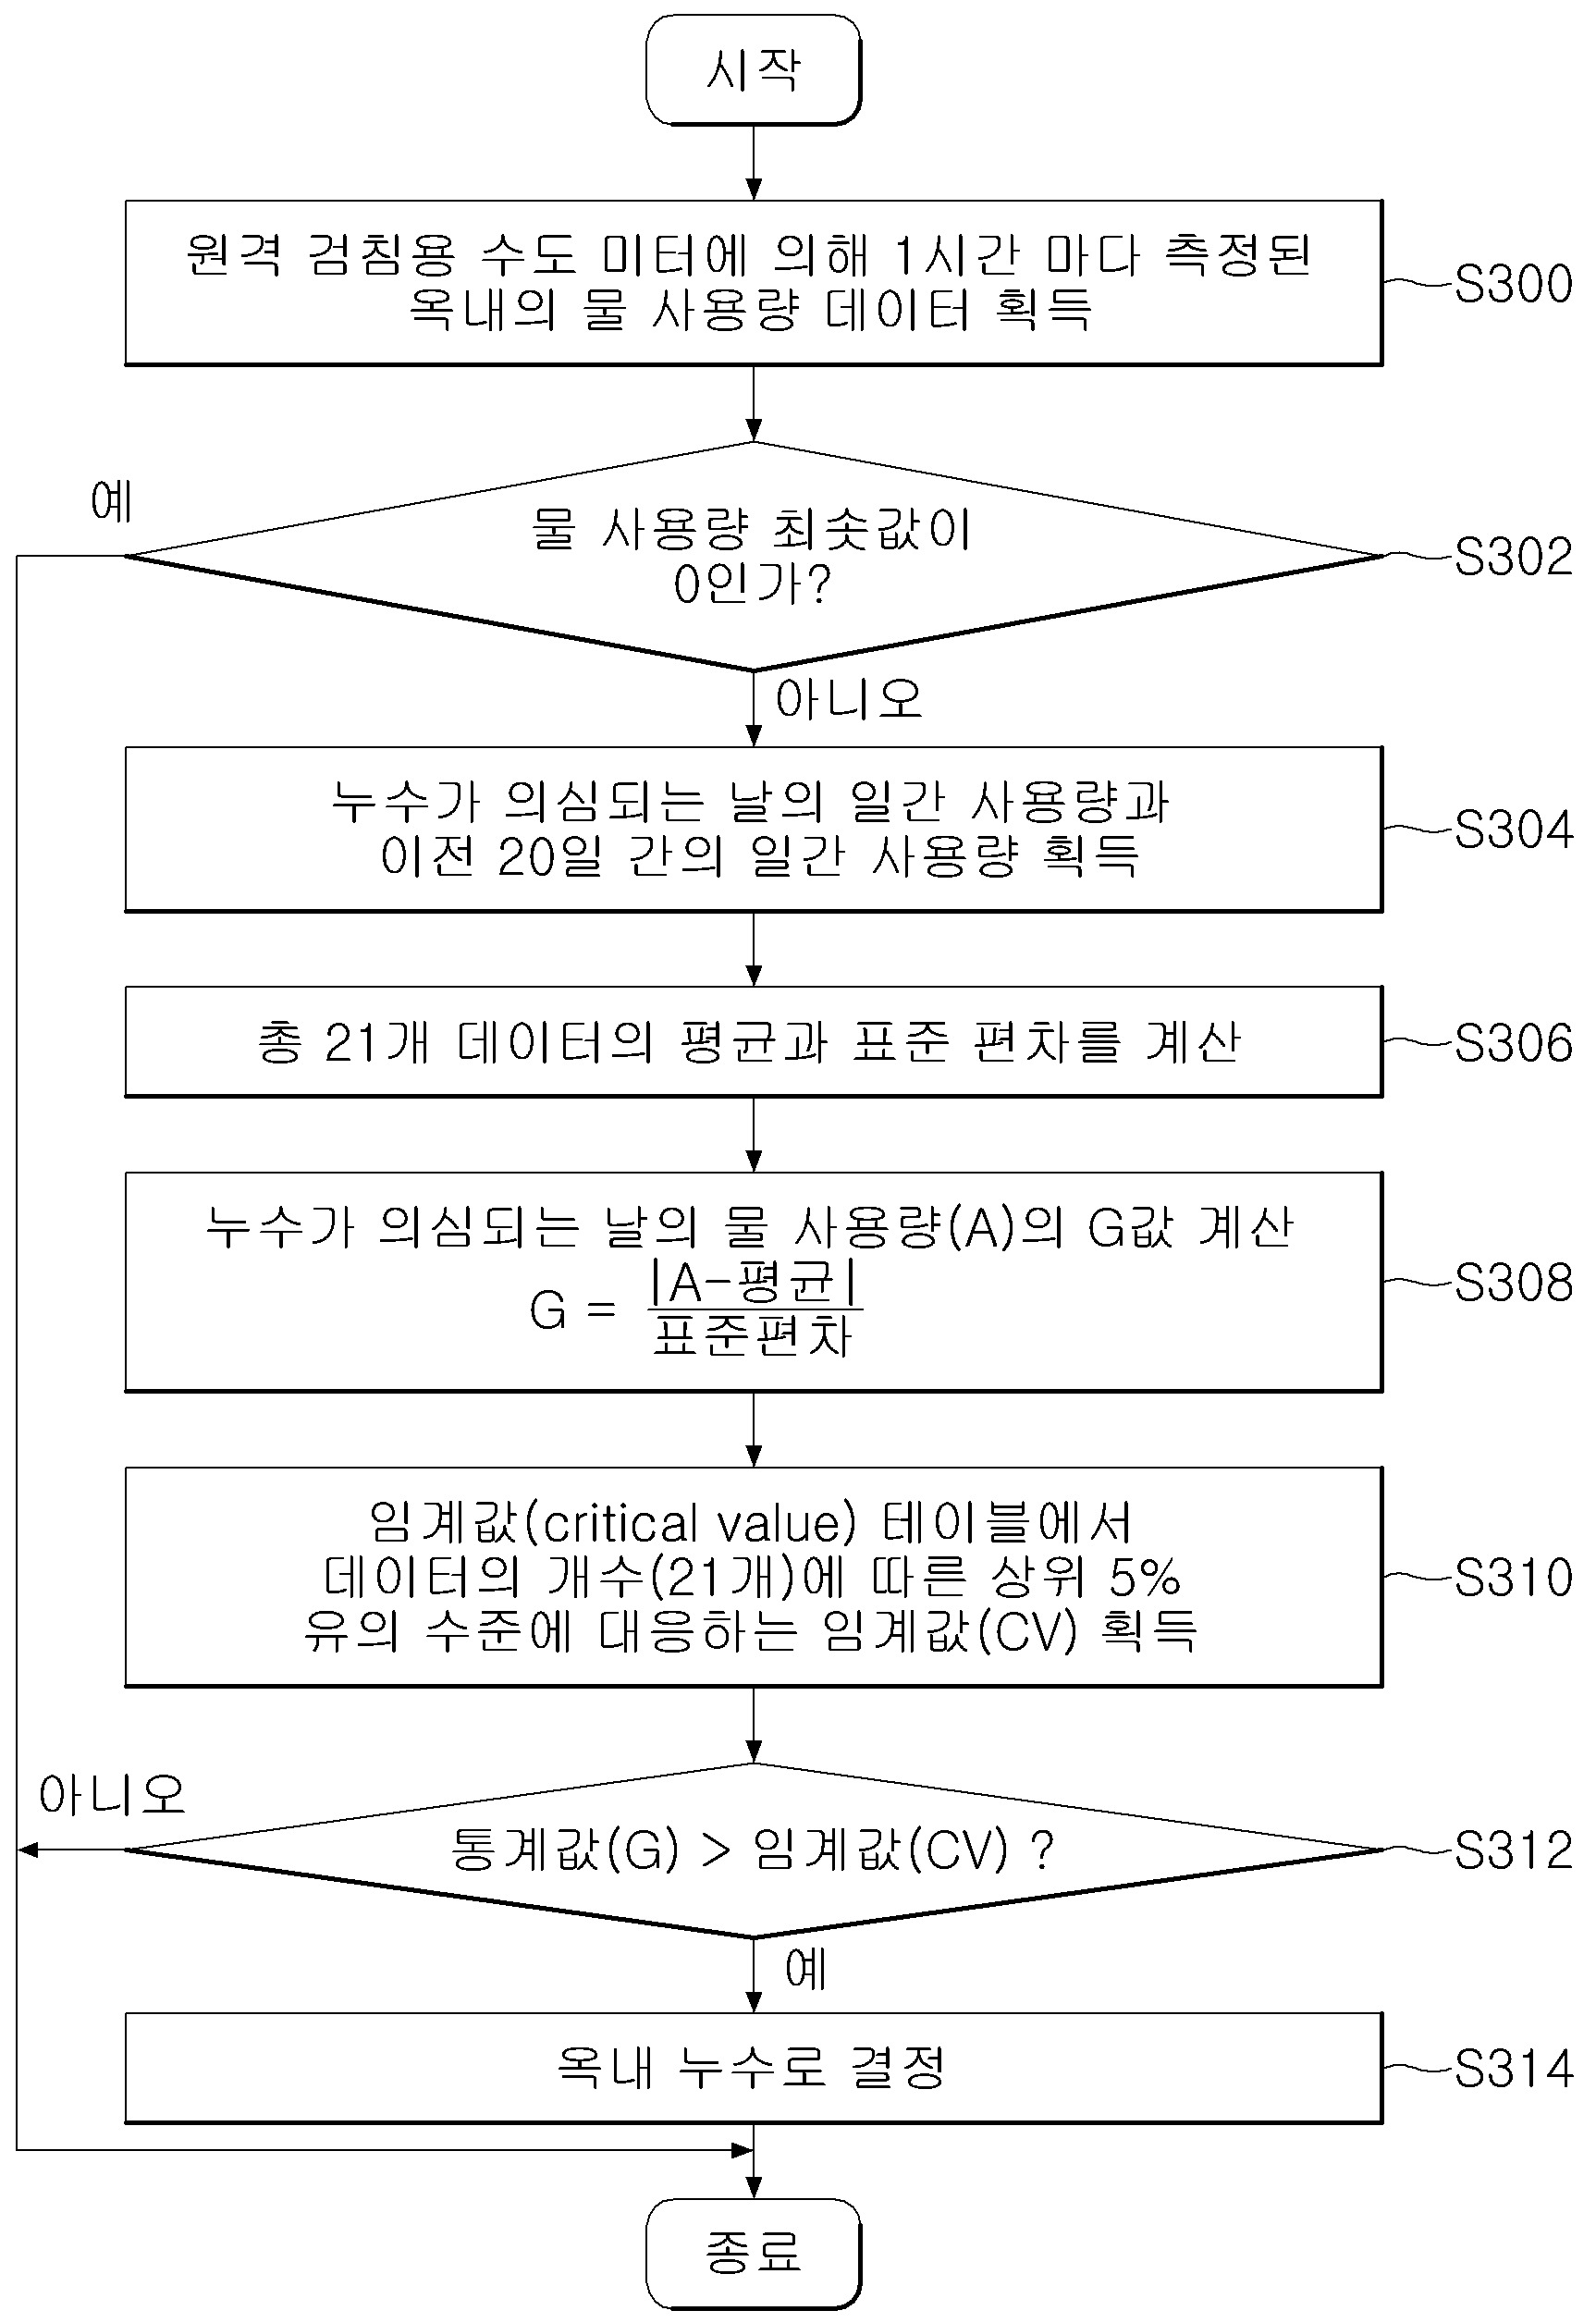 시작
원격 검침용 수도 미터에 의해 1시간 마다 측정된
옥내의 물 사용량 데이터 획득
S300
예
물 사용량 최솟값이
0인가?
S302
아니오
누수가 의심되는 날의 일간 사용량과
이전 20일 간의 일간 사용량 획득
S304
총 21개 데이터의 평균과 표준 편차를 계산
S306
누수가 의심되는 날의 물 사용량(A)의 G값 계산
G = |A-평균|
표준편차
S308
임계값(critical value) 테이블에서
데이터의 개수(21개)에 따른 상위 5%
유의 수준에 대응하는 임계값(CV) 획득
S310
아니오
통계값(G) > 임계값(CV) ?
S312
예
옥내 누수로 결정
S314
종료